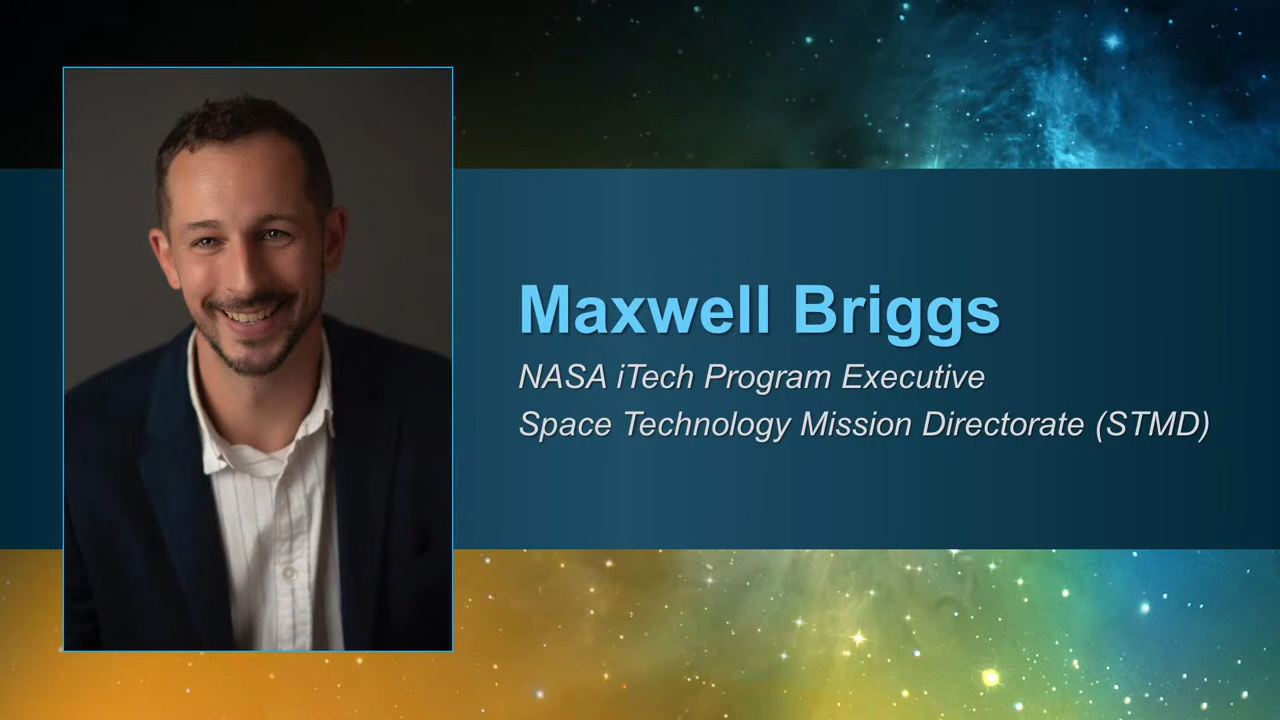 Maxwell Briggs
NASA iTech Program Executive
Space Technology Mission Directorate (STMD)